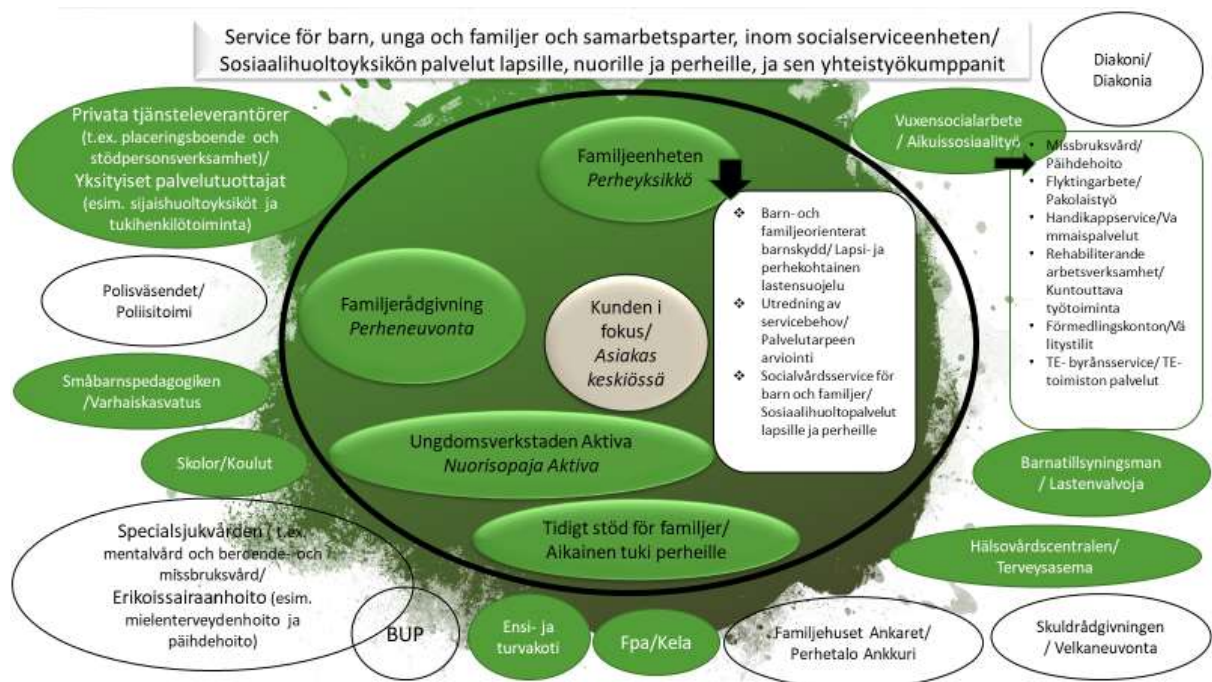 Service för barn, unga och familjer och samarbetsparter, inom socialserviceenheten/
Sosiaalihuoltoyksikön palvelut lapsille, nuorille ja perheille, ja sen yhteistyökumppanit
Diakoni/
Diakonia
Privata tjänsteleverantörer
(t.ex. placeringsboende och
stödpersonsverksamhet)/
Yksityiset palvelutuottajat
(esim. sijaishuoltoyksiköt ja
tukihenkilötoiminta)
Familjeenheten
Perheyksikkö
Vuxensocialarbete
/ Aikuissosiaalityö
• Missbruksvård/
Päihdehoito
• Flyktingarbete/
Pakolaistyö
• Handikappservice/Va
mmaispalvelut
• Rehabiliterande
arbetsverksamhet/
Kuntouttava
työtoiminta
• Förmedlingskonton/Vä
litystilit
• TE- byrånsservice/ TE-
toimiston palvelut
❖ Barn- och
familjeorienterat
barnskydd/ Lapsi- ja
perhekohtainen
lastensuojelu
❖ Utredning av
servicebehov/
Palvelutarpeen
arviointi
❖ Socialvårdsservice för
barn och familjer/
Sosiaalihuoltopalvelut
lapsille ja perheille
Polisväsendet/
Poliisitoimi
Familjerådgivning
Perheneuvonta
Kunden i
fokus/
Asiakas
keskiössä
Småbarnspedagogiken
/Varhaiskasvatus
Ungdomsverkstaden Aktiva
Nuorisopaja Aktiva
Skolor/Koulut
Barnatillsyningsman
/ Lastenvalvoja
Tidigt stöd för familjer/
Aikainen tuki perheille
Hälsovårdscentralen/
Terveysasema
Specialsjukvården ( t.ex.
mentalvård och beroende- och
missbruksvård/
Erikoissairaanhoito (esim.
mielenterveydenhoito ja
päihdehoito)
BUP
Ensi- ja
turvakoti
Fpa/Kela
Familjehuset Ankaret/
Perhetalo Ankkuri
Skuldrådgivningen
/ Velkaneuvonta